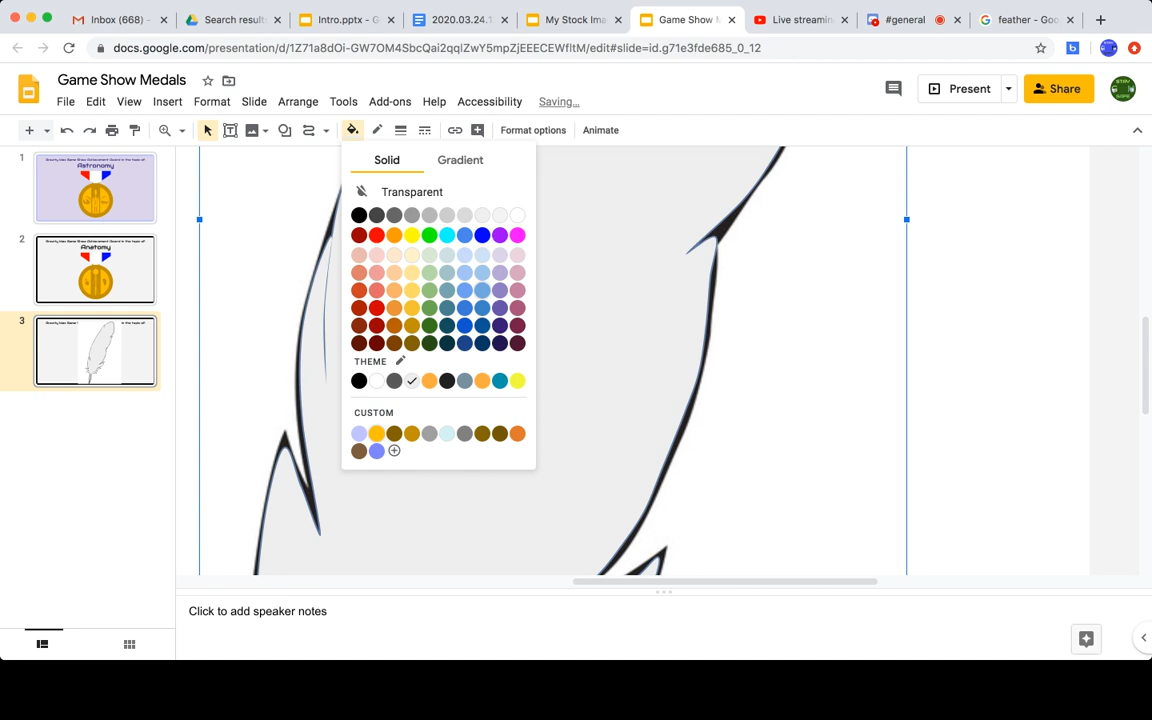 Inbox (668) -
Search results
Intro.pptx - G
2020.03.24.1
My Stock Ima
Game Show M
Live streamin
#general
feather - Goo
docs.google.com/presentation/d/1Z71a8dOi-GW7OM4SbcQai2qqIZwY5mpZjEEECEWfItM/edit#slide=id.g71e3fde685_0_12
Game Show Medals
File Edit View Insert Format Slide Arrange Tools Add-ons Help Accessibility Saving...
Present
Share
Format options
Animate
Solid
Gradient
Transparent
THEME
CUSTOM
1
Astronomy
2
Anatomy
3
Click to add speaker notes